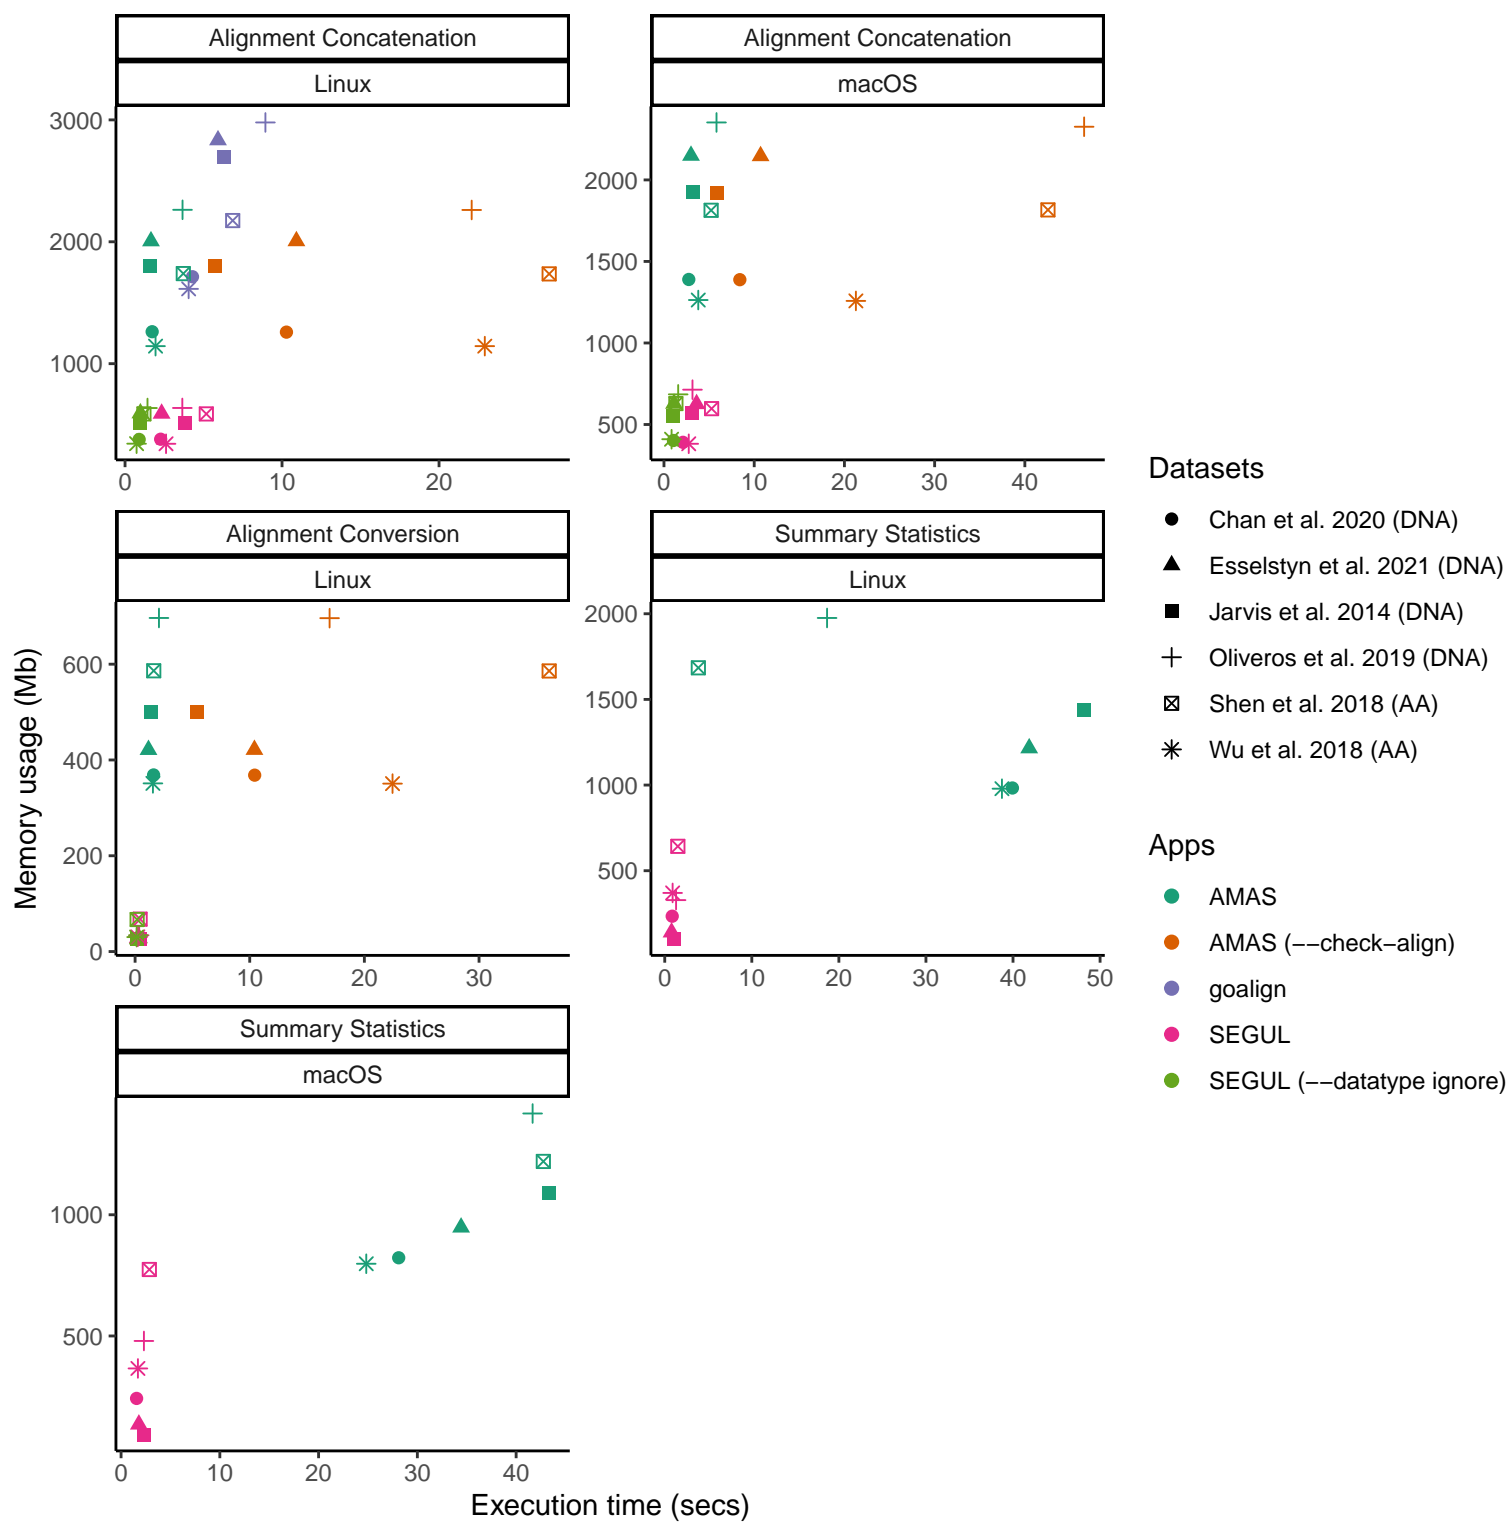 Alignment Concatenation
Linux
3000
2000
1000
0
10
20
Alignment Concatenation
macOS
2000
1500
1000
500
0
10
20
30
40
Alignment Conversion
Linux
600
400
200
0
0
10
20
30
Summary Statistics
Linux
2000
1500
1000
500
0
10
20
30
40
50
Summary Statistics
macOS
1000
500
0
10
20
30
40
Memory usage (Mb)
Execution time (secs)
Datasets
Chan et al. 2020 (DNA)
Esselstyn et al. 2021 (DNA)
Jarvis et al. 2014 (DNA)
Oliveros et al. 2019 (DNA)
Shen et al. 2018 (AA)
Wu et al. 2018 (AA)
Apps
AMAS
AMAS (−−check−align)
goalign
SEGUL
SEGUL (−−datatype ignore)